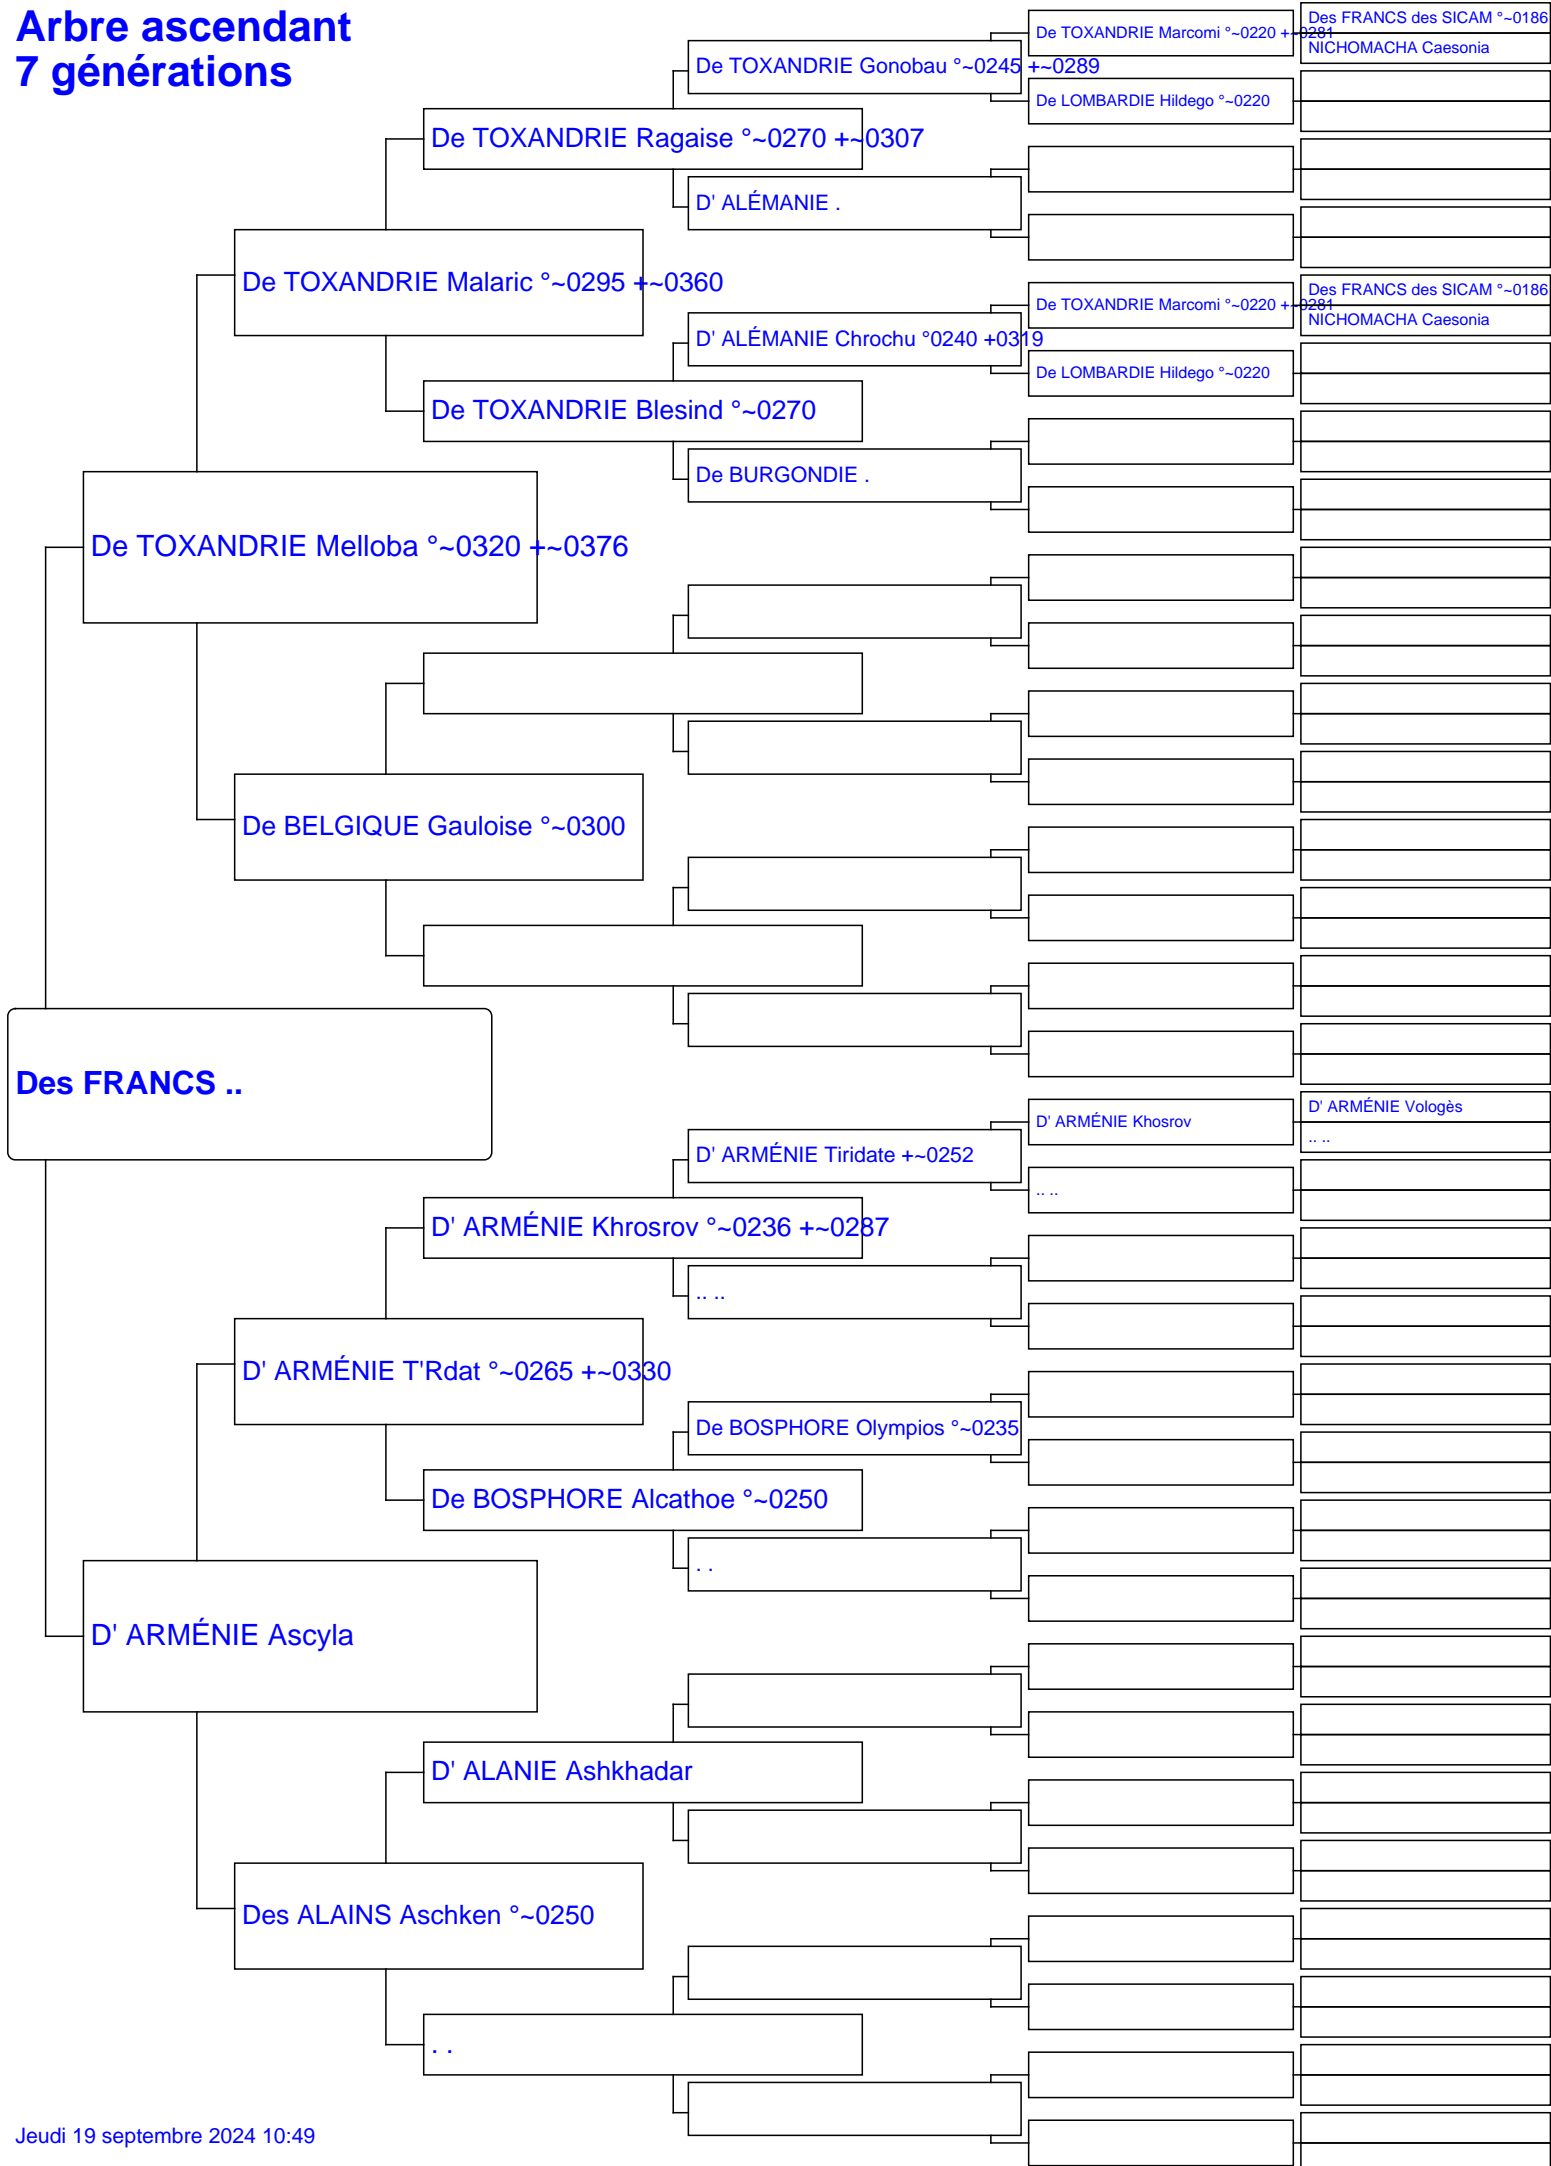 Arbre ascendant
7 générations
Des FRANCS des SICAM °~0186
De TOXANDRIE Marcomi °~0220 +~0281
NICHOMACHA Caesonia
De TOXANDRIE Gonobau °~0245 +~0289
De LOMBARDIE Hildego °~0220
De TOXANDRIE Ragaise °~0270 +~0307
D' ALÉMANIE .
De TOXANDRIE Malaric °~0295 +~0360
Des FRANCS des SICAM °~0186
De TOXANDRIE Marcomi °~0220 +~0281
NICHOMACHA Caesonia
D' ALÉMANIE Chrochu °0240 +0319
De LOMBARDIE Hildego °~0220
De TOXANDRIE Blesind °~0270
De BURGONDIE .
De TOXANDRIE Melloba °~0320 +~0376
De BELGIQUE Gauloise °~0300
Des FRANCS ..
D' ARMÉNIE Vologès
D' ARMÉNIE Khosrov
.. ..
D' ARMÉNIE Tiridate +~0252
.. ..
D' ARMÉNIE Khrosrov °~0236 +~0287
.. ..
D' ARMÉNIE T'Rdat °~0265 +~0330
De BOSPHORE Olympios °~0235
De BOSPHORE Alcathoe °~0250
. .
D' ARMÉNIE Ascyla
D' ALANIE Ashkhadar
Des ALAINS Aschken °~0250
. .
Jeudi 19 septembre 2024 10:49